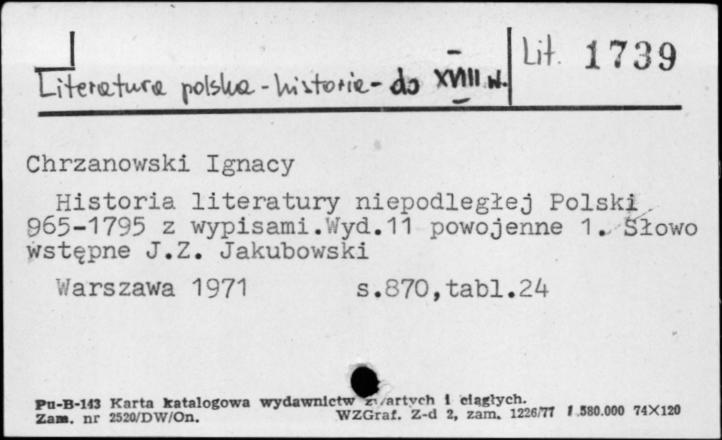 Lit. 1739
Literatura polska - historia - do XVIII w.
Chrzanowski Ignacy
Historia literatury niepodległej Polski
965-1795 z wypisami.Wyd.11 powojenne 1. Słowo
wstępne J.Z. Jakubowski
Warszawa 1971 s.870,tabl.24
Pu-B-143 Karta katalogowa wydawnictw zwartych i ciągłych.
Zam. nr 2520/DW/On. WZGraf. Z-d 2, zam. 1226/77 1.580.000 74X120